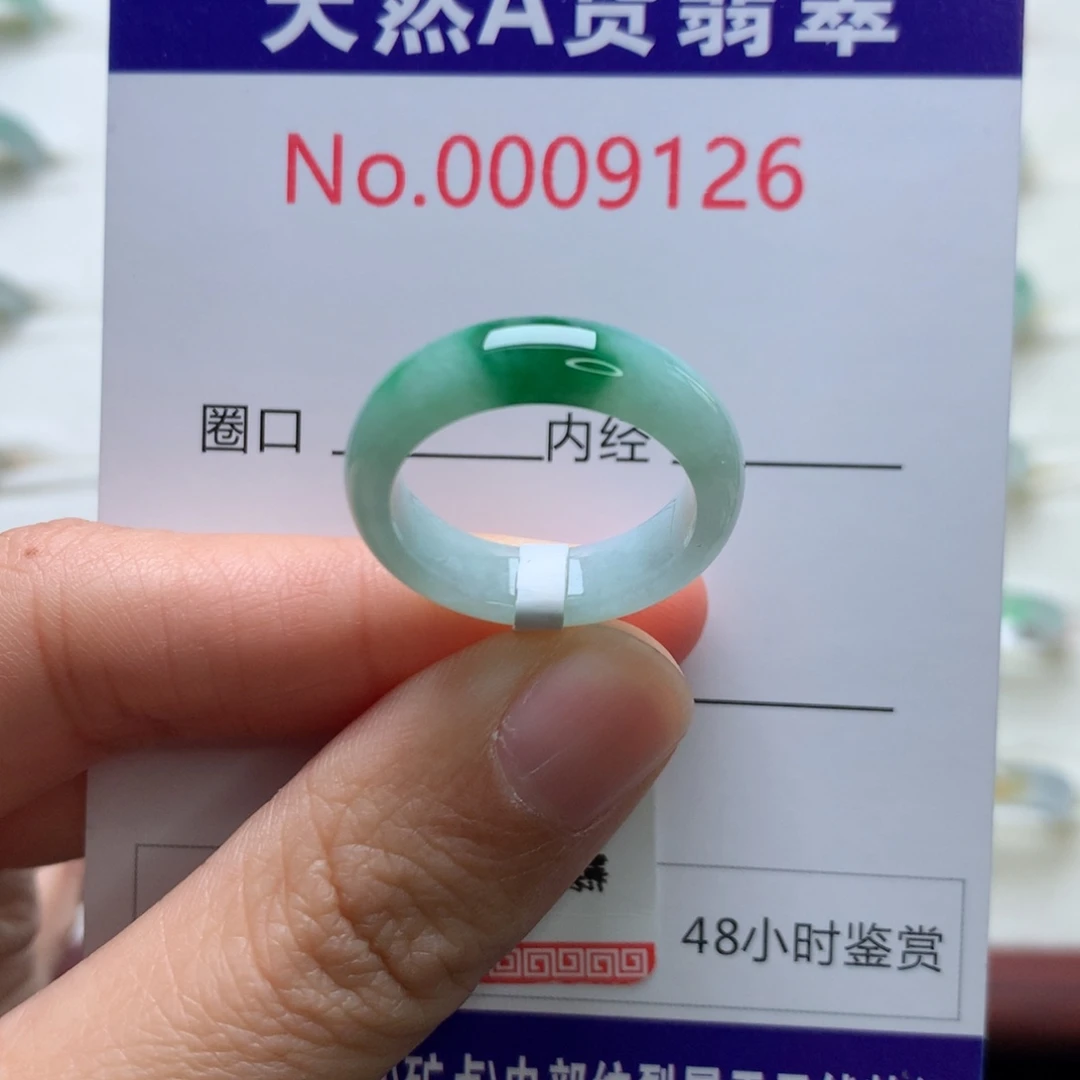 天然A货翡翠
No.0009126
圈口 内经
48小时鉴赏